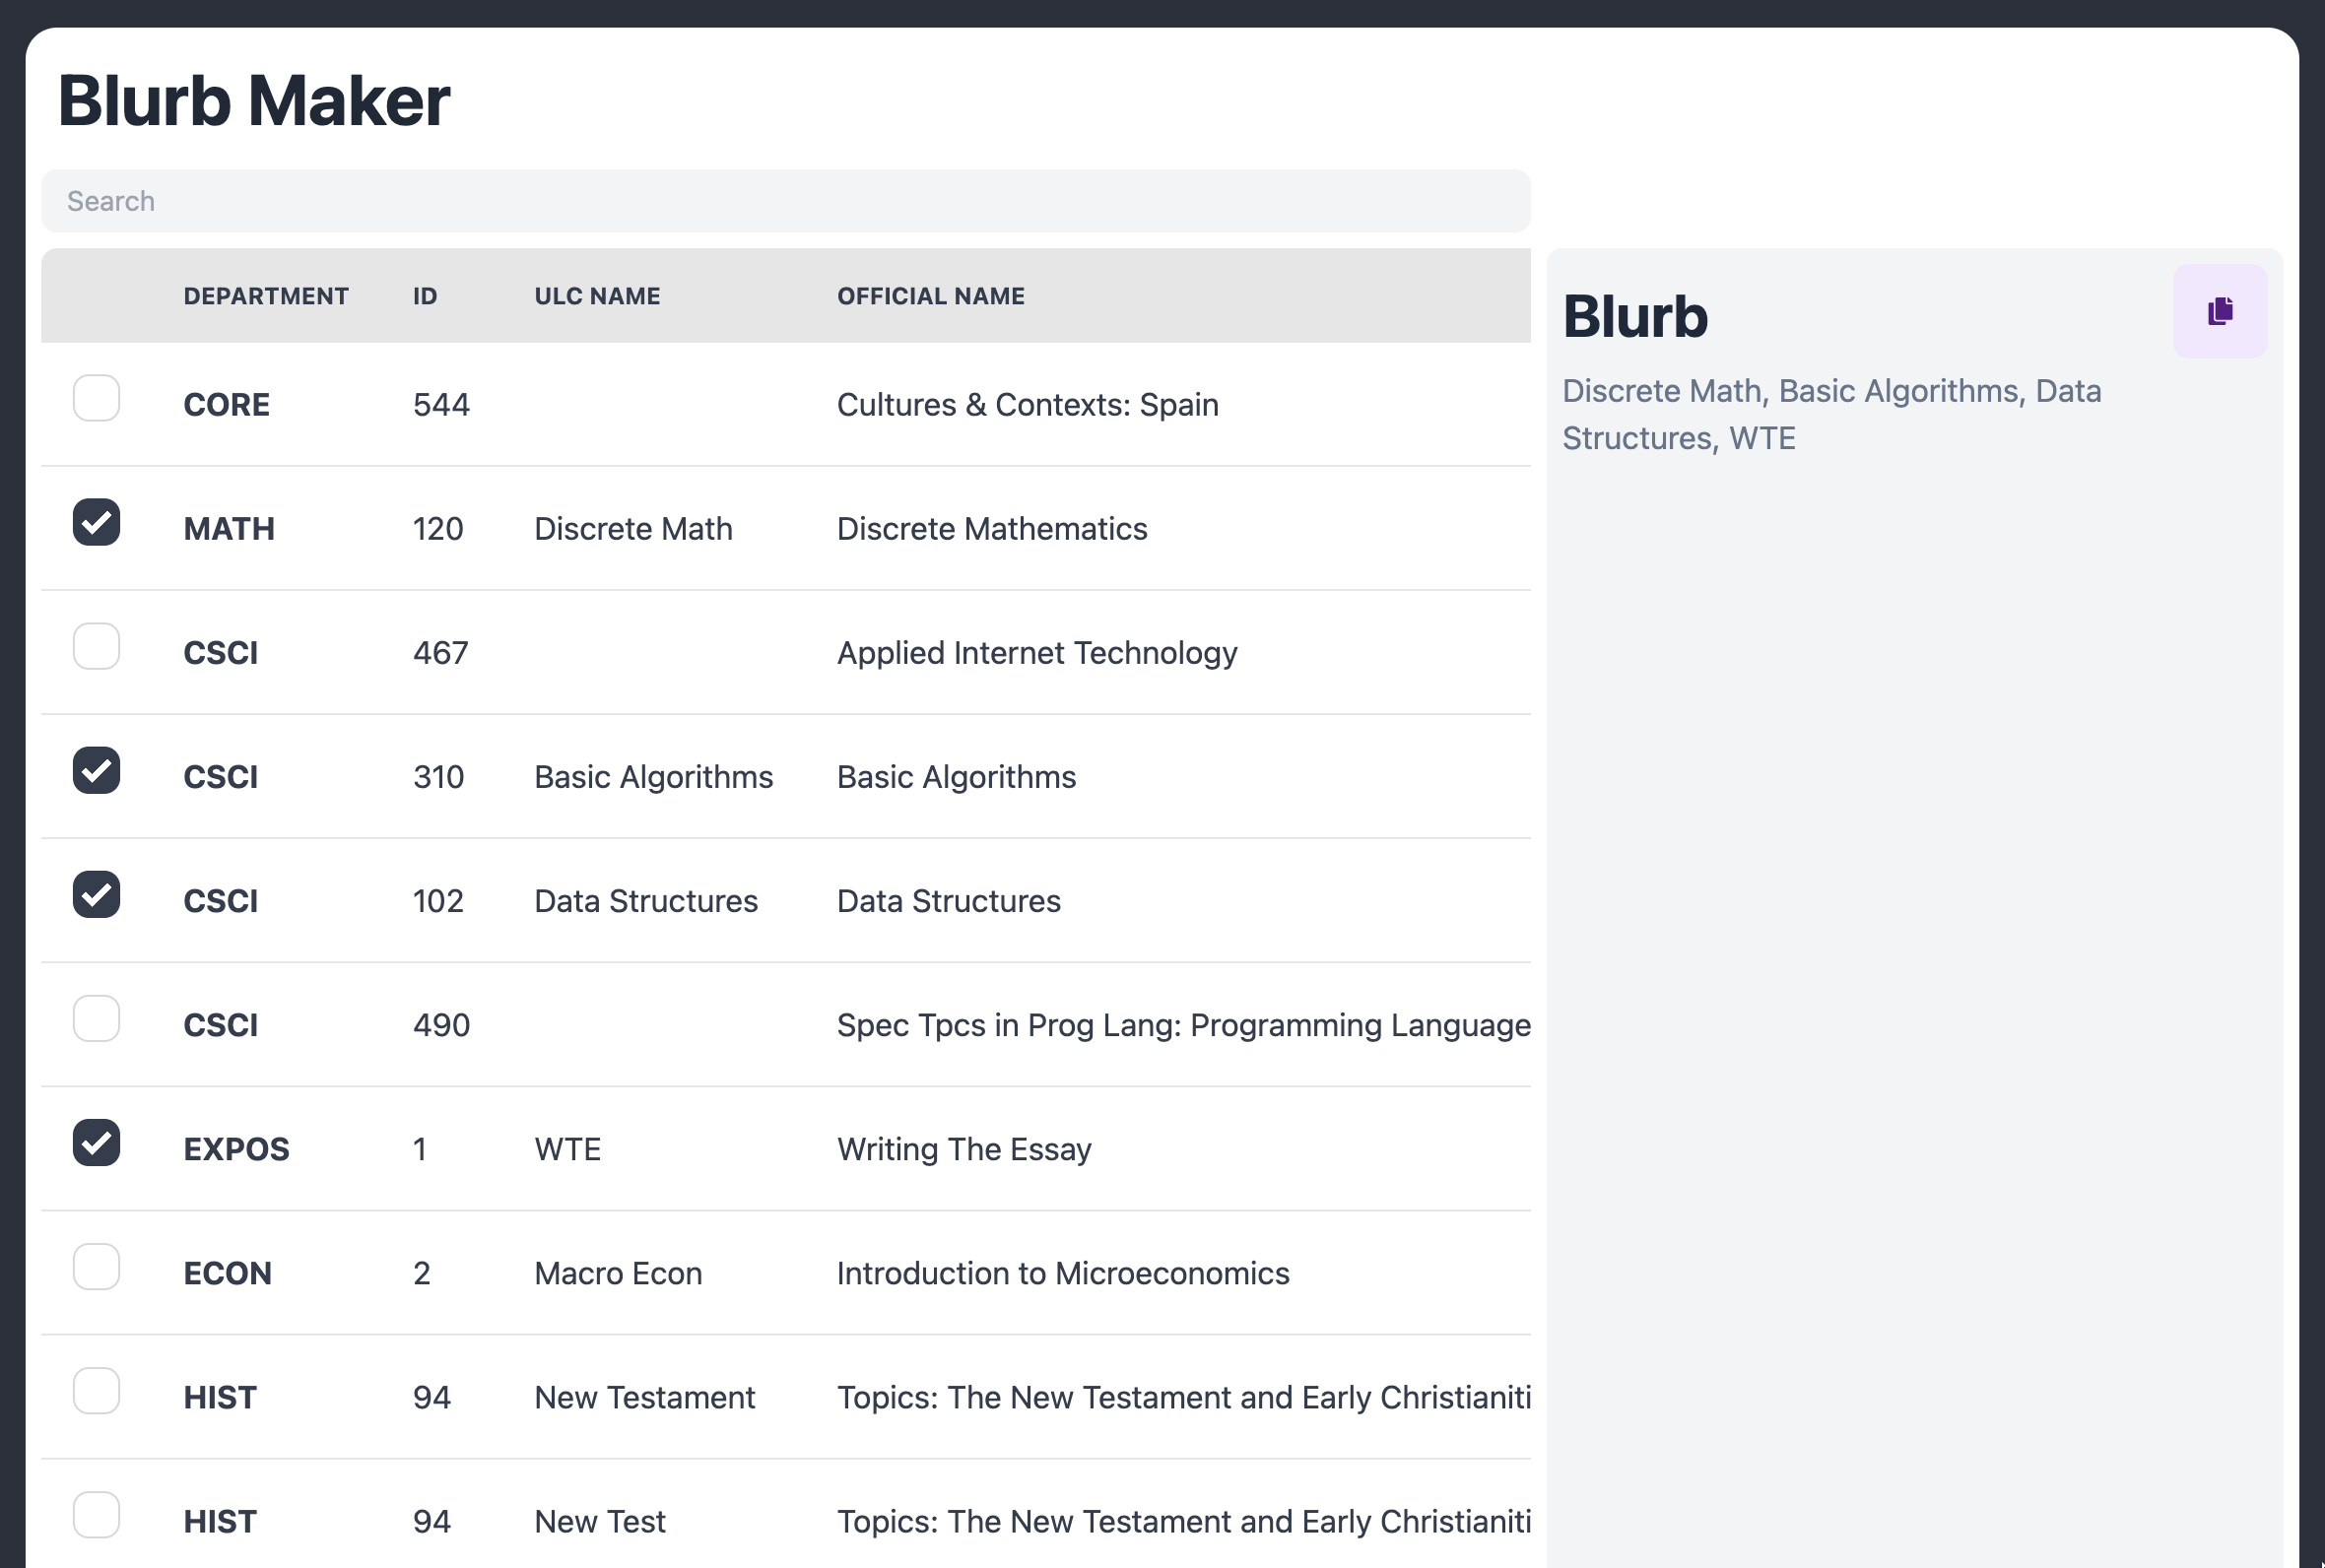 Blurb Maker
Search
DEPARTMENT ID ULC NAME OFFICIAL NAME
CORE 544 Cultures & Contexts: Spain
MATH 120 Discrete Math Discrete Mathematics
CSCI 467 Applied Internet Technology
CSCI 310 Basic Algorithms Basic Algorithms
CSCI 102 Data Structures Data Structures
CSCI 490 Spec Tpcs in Prog Lang: Programming Language
EXPOS 1 WTE Writing The Essay
ECON 2 Macro Econ Introduction to Microeconomics
HIST 94 New Testament Topics: The New Testament and Early Christianiti
HIST 94 New Test Topics: The New Testament and Early Christianiti
Blurb
Discrete Math, Basic Algorithms, Data
Structures, WTE